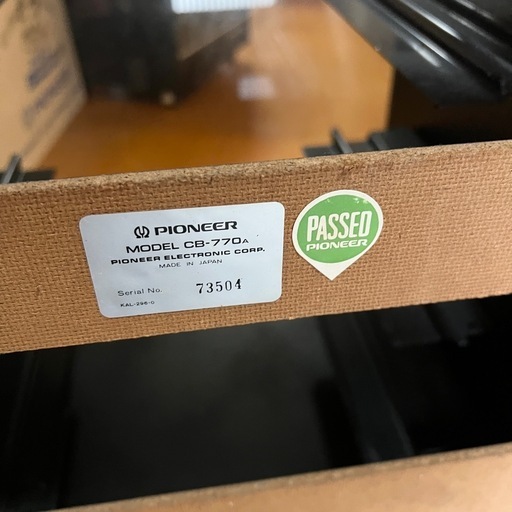 PIONEER
MODEL CB-770A
PIONEER ELECTRONIC CORP.
MADE IN JAPAN
Serial No. 73504
KAL-296-0
PASSED
PIONEER